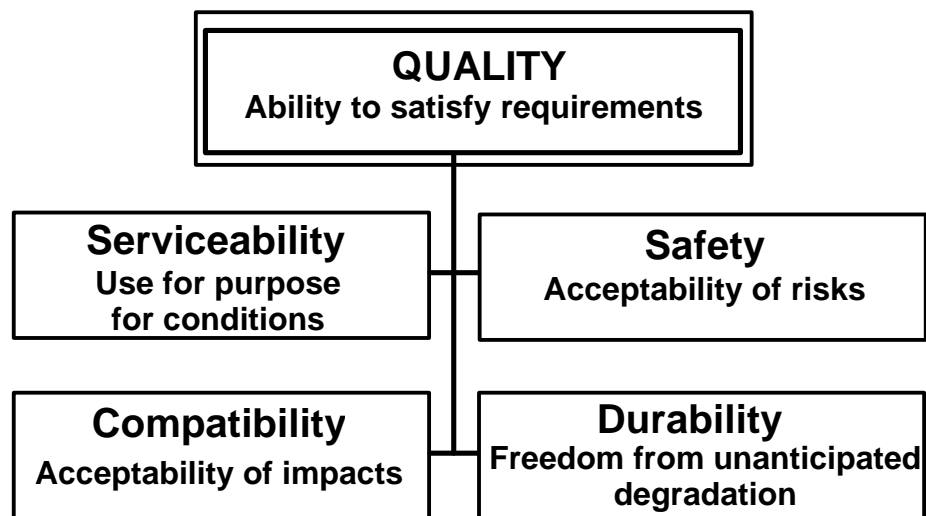 QUALITY
Ability to satisfy requirements
Serviceability
Use for purpose
for conditions
Safety
Acceptability of risks
Compatibility
Acceptability of impacts
Durability
Freedom from unanticipated
degradation